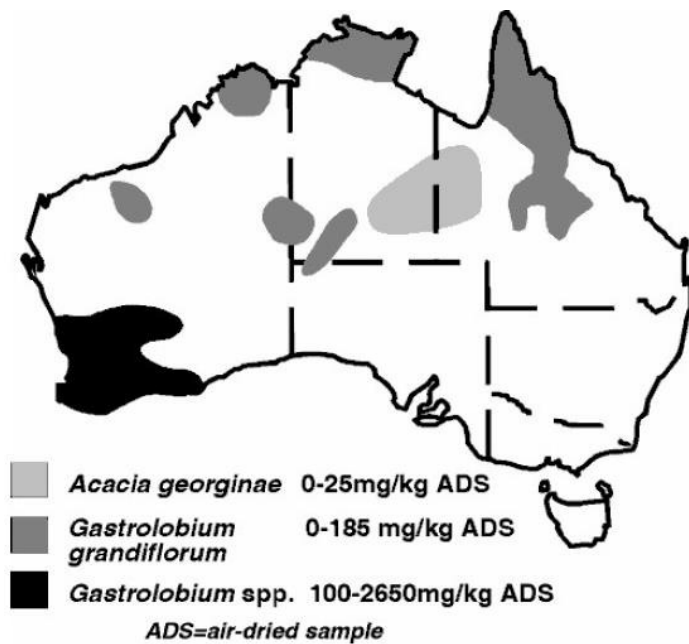 Acacia georginae 0-25mg/kg ADS
Gastrolobium 0-185 mg/kg ADS
grandiflorum
Gastrolobium spp. 100-2650mg/kg ADS
ADS=air-dried sample